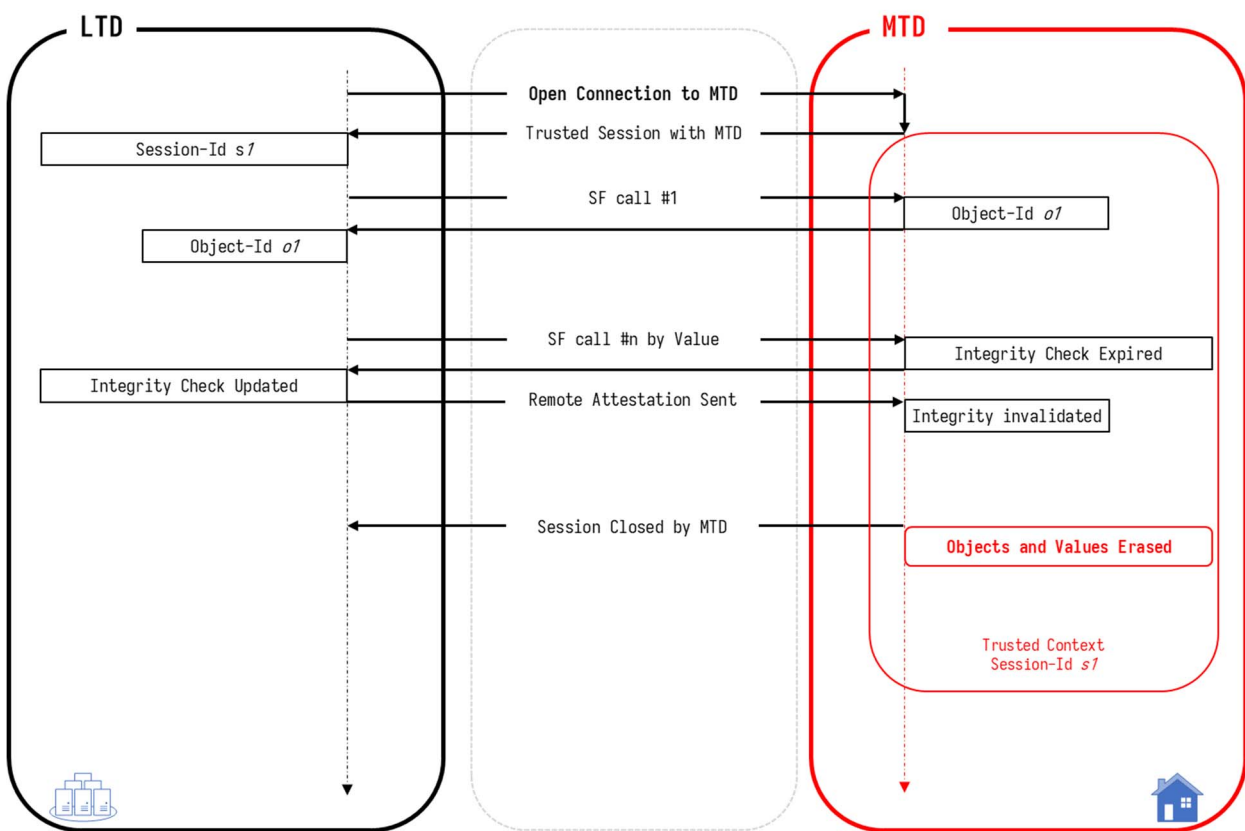 LTD
MTD
Open Connection to MTD
Trusted Session with MTD
Session-Id s1
SF call #1
Object-Id o1
Object-Id o1
SF call #n by Value
Integrity Check Expired
Integrity Check Updated
Remote Attestation Sent
Integrity invalidated
Session Closed by MTD
Objects and Values Erased
Trusted Context
Session-Id s1